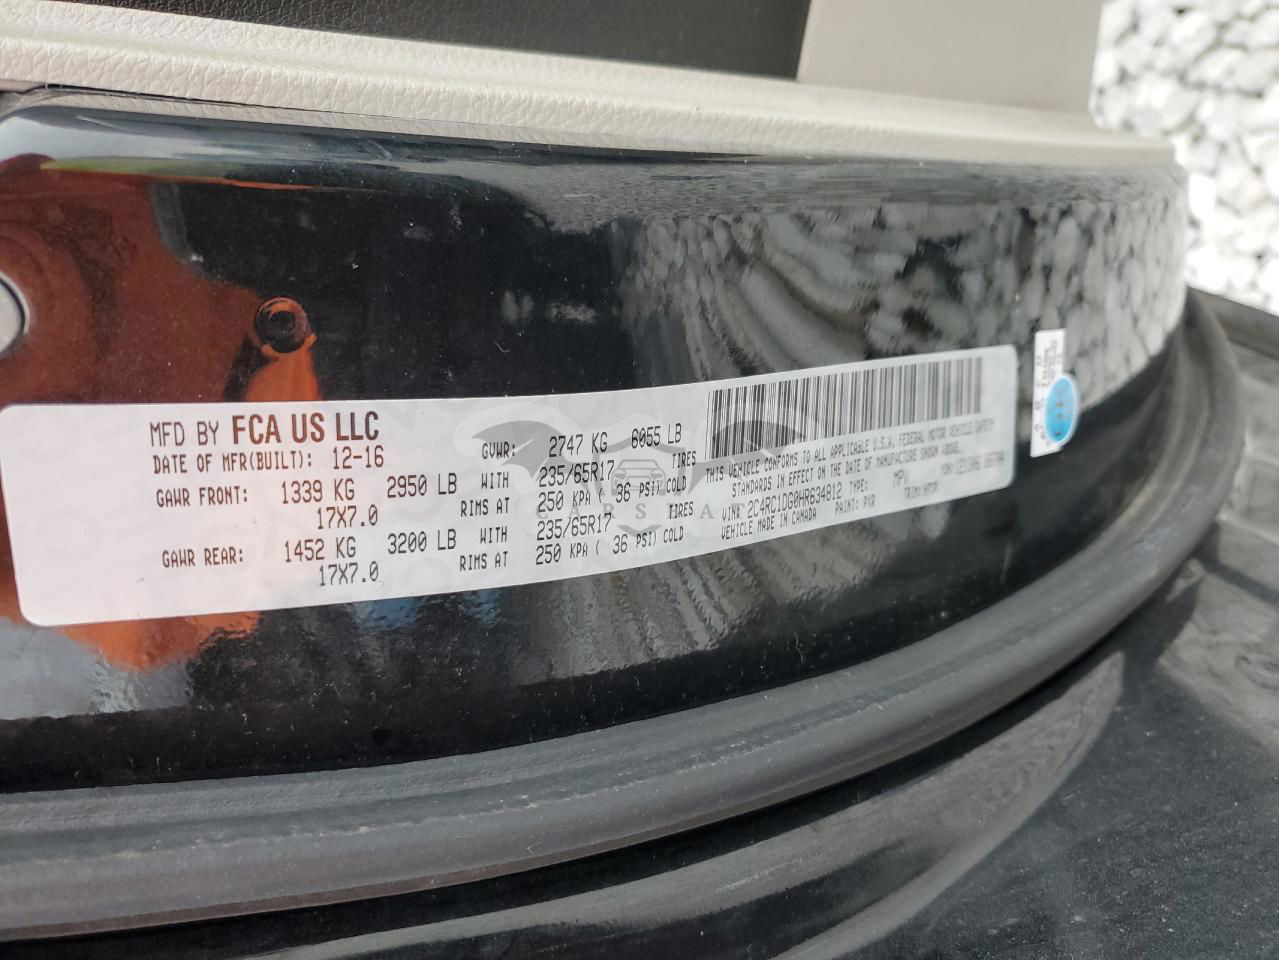 MFD BY FCA US LLC
DATE OF MFR(BUILT): 12-16
GVWR: 2747 KG 6055 LB
GAWR FRONT: 1339 KG 2950 LB WITH 235/65R17 TIRES
17X7.0 RIMS AT 250 KPA ( 36 PSI) COLD
GAWR REAR: 1452 KG 3200 LB WITH 235/65R17 TIRES
17X7.0 RIMS AT 250 KPA ( 36 PSI) COLD
THIS VEHICLE CONFORMS TO ALL APPLICABLE U.S.A. FEDERAL MOTOR VEHICLE SAFETY
STANDARDS IN EFFECT ON THE DATE OF MANUFACTURE SHOWN ABOVE.
VIN: 2C4RC1DG0HR634812 TYPE: MPV
VEHICLE MADE IN CANADA PAINT: PXR TRIM: